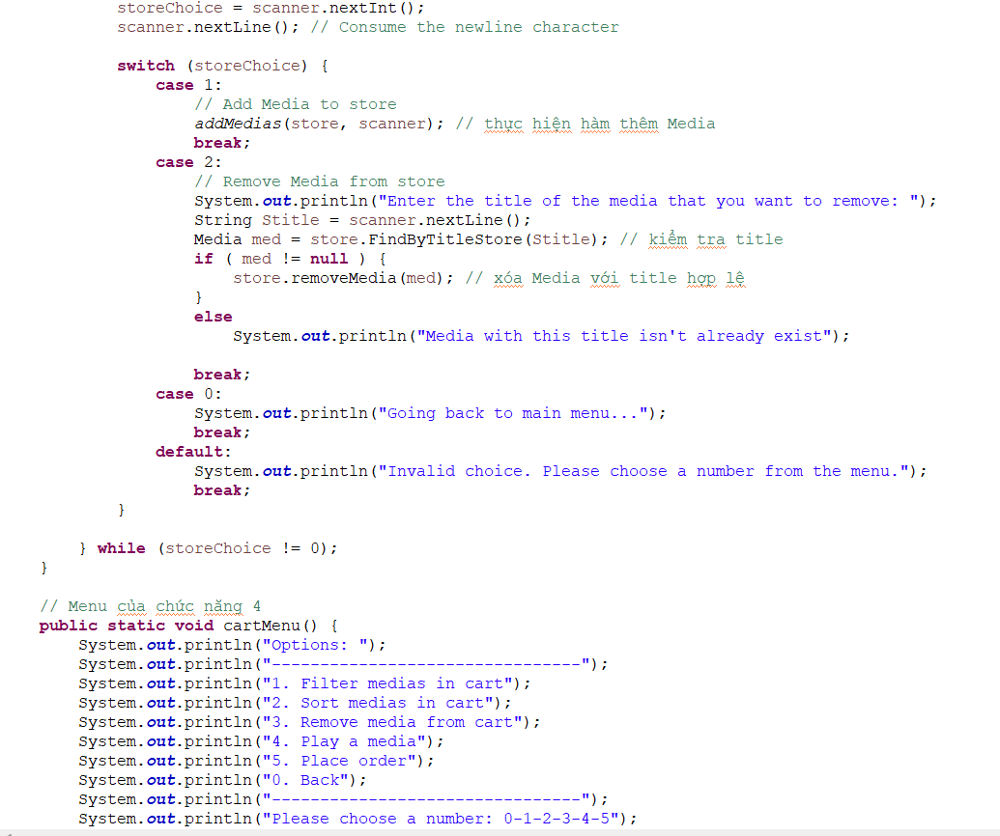 storeChoice = scanner.nextInt();
scanner.nextLine(); // Consume the newline character
switch (storeChoice) {
case 1:
// Add Media to store
addMedias(store, scanner); // thực hiện hàm thêm Media
break;
case 2:
// Remove Media from store
System.out.println("Enter the title of the media that you want to remove: ");
String Stitle = scanner.nextLine();
Media med = store.FindByTitleStore(Stitle); // kiểm tra title
if ( med != null ) {
store.removeMedia(med); // xóa Media với title hợp lệ
}
else
System.out.println("Media with this title isn't already exist");
break;
case 0:
System.out.println("Going back to main menu...");
break;
default:
System.out.println("Invalid choice. Please choose a number from the menu.");
break;
}
} while (storeChoice != 0);
}
// Menu của chức năng 4
public static void cartMenu() {
System.out.println("Options: ");
System.out.println("--------------------------------");
System.out.println("1. Filter medias in cart");
System.out.println("2. Sort medias in cart");
System.out.println("3. Remove media from cart");
System.out.println("4. Play a media");
System.out.println("5. Place order");
System.out.println("0. Back");
System.out.println("--------------------------------");
System.out.println("Please choose a number: 0-1-2-3-4-5");